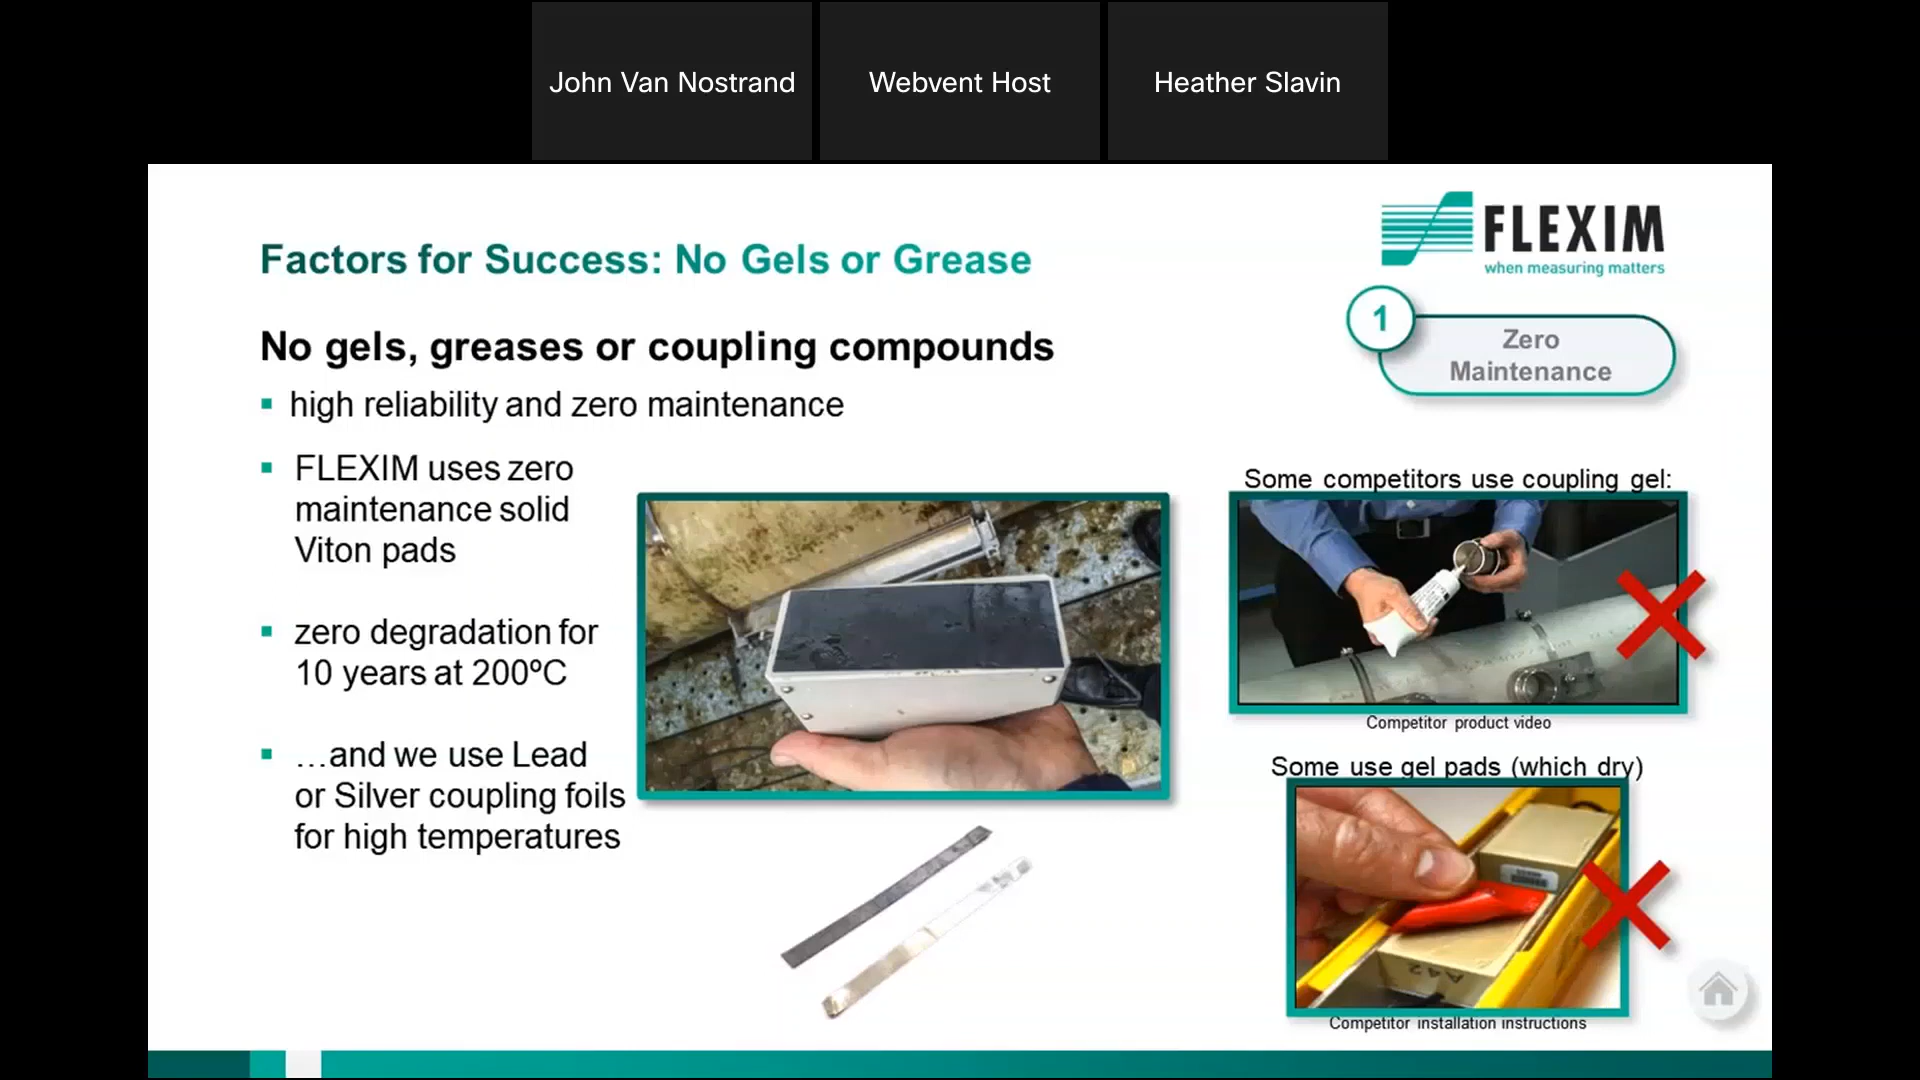 John Van Nostrand
Webvent Host
Heather Slavin
FLEXIM
when measuring matters
Factors for Success: No Gels or Grease
1
Zero
Maintenance
No gels, greases or coupling compounds
▪ high reliability and zero maintenance
▪ FLEXIM uses zero
maintenance solid
Viton pads
▪ zero degradation for
10 years at 200ºC
▪ …and we use Lead
or Silver coupling foils
for high temperatures
Some competitors use coupling gel:
Competitor product video
Some use gel pads (which dry)
A42
Competitor installation instructions